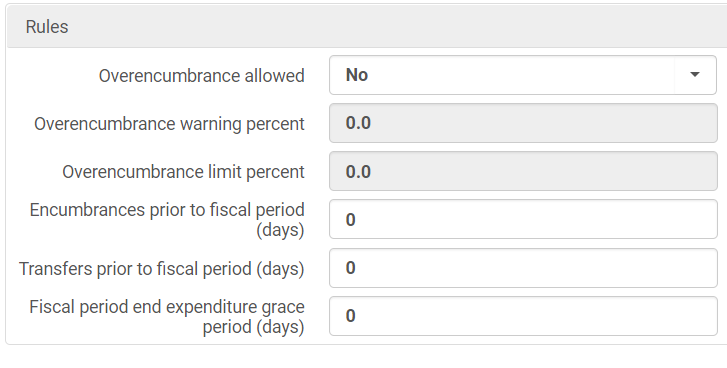 Rules
Overencumbrance allowed No
Overencumbrance warning percent 0.0
Overencumbrance limit percent 0.0
Encumbrances prior to fiscal period
(days) 0
Transfers prior to fiscal period (days) 0
Fiscal period end expenditure grace
period (days) 0